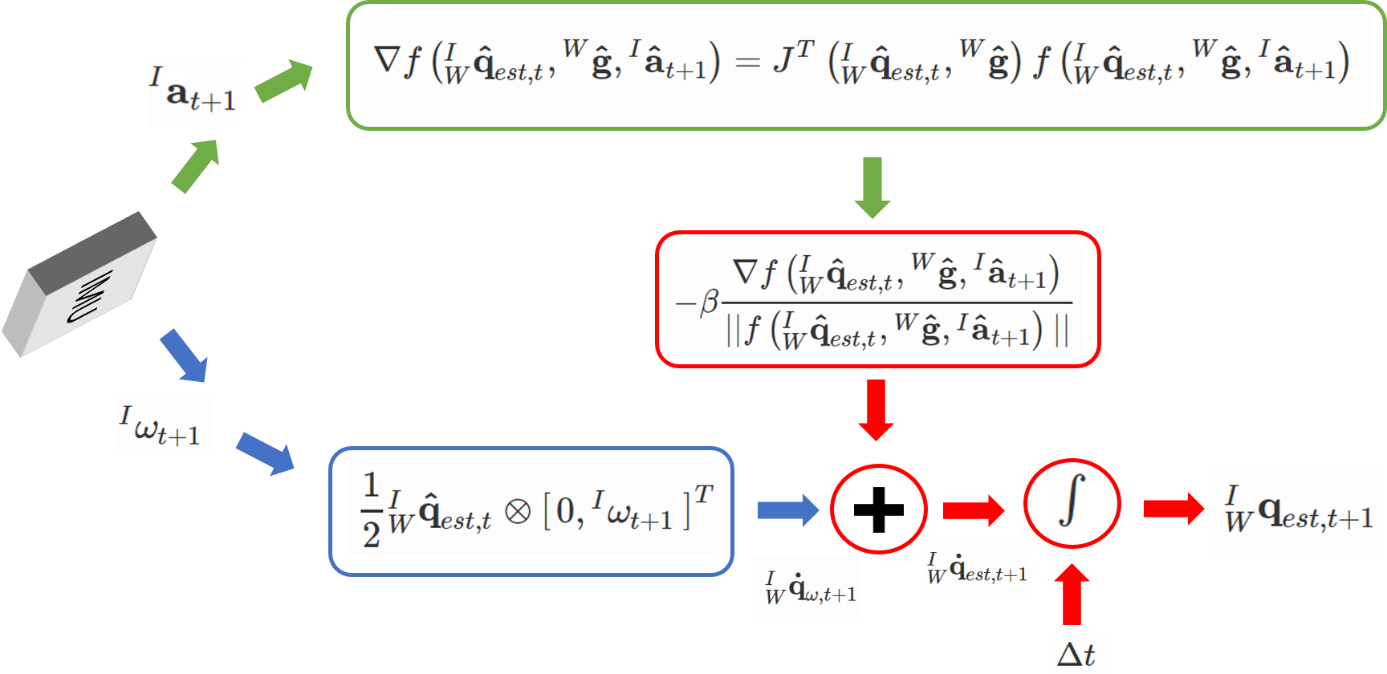 ∇f (^I_W q̂_{est,t}, ^W ĝ, ^I â_{t+1}) = J^T (^I_W q̂_{est,t}, ^W ĝ) f (^I_W q̂_{est,t}, ^W ĝ, ^I â_{t+1})
^I a_{t+1}
IMU
−β \frac{∇f (^I_W q̂_{est,t}, ^W ĝ, ^I â_{t+1})}{||f (^I_W q̂_{est,t}, ^W ĝ, ^I â_{t+1}) ||}
^I ω_{t+1}
\frac{1}{2} ^I_W q̂_{est,t} ⊗ [0, ^I ω_{t+1}]^T
+
∫
^I_W q_{est,t+1}
^I_W q̇_{ω,t+1}
^I_W q̇_{est,t+1}
Δt